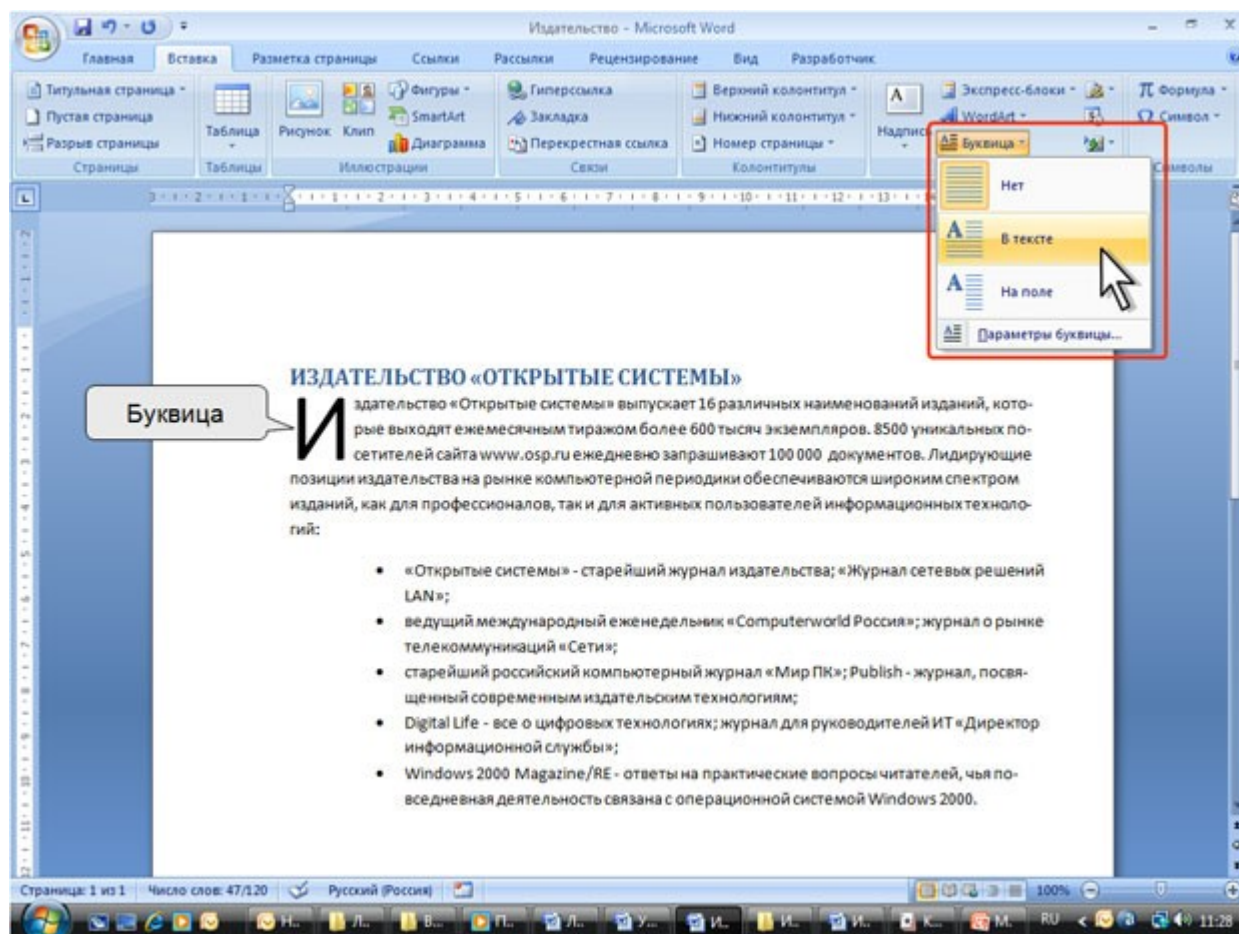 Издательство - Microsoft Word
Главная Вставка Разметка страницы Ссылки Рассылки Рецензирование Вид Разработчик
Титульная страница
Пустая страница
Разрыв страницы
Страницы
Таблица
Таблицы
Рисунок Клип
Фигуры
SmartArt
Диаграмма
Иллюстрации
Гиперссылка
Закладка
Перекрестная ссылка
Связи
Верхний колонтитул
Нижний колонтитул
Номер страницы
Колонтитулы
Надпись
Экспресс-блоки
WordArt
Буквица
Формула
Символ
Символы
Нет
В тексте
На поле
Параметры буквицы...
Буквица
ИЗДАТЕЛЬСТВО «ОТКРЫТЫЕ СИСТЕМЫ»
Издательство «Открытые системы» выпускает 16 различных наименований изданий, кото-
рые выходят ежемесячным тиражом более 600 тысяч экземпляров. 8500 уникальных по-
сетителей сайта www.osp.ru ежедневно запрашивают 100 000 документов. Лидирующие
позиции издательства на рынке компьютерной периодики обеспечиваются широким спектром
изданий, как для профессионалов, так и для активных пользователей информационных техноло-
гий:
• «Открытые системы» - старейший журнал издательства; «Журнал сетевых решений
LAN»;
• ведущий международный еженедельник «Computerworld Россия»; журнал о рынке
телекоммуникаций «Сети»;
• старейший российский компьютерный журнал «Мир ПК»; Publish - журнал, посвя-
щенный современным издательским технологиям;
• Digital Life - все о цифровых технологиях; журнал для руководителей ИТ «Директор
информационной службы»;
• Windows 2000 Magazine/RE - ответы на практические вопросы читателей, чья по-
вседневная деятельность связана с операционной системой Windows 2000.
Страница: 1 из 1 Число слов: 47/120 Русский (Россия) 100%
Н... Л... В... П... Л... У... И... И... И... К... М... RU 11:28